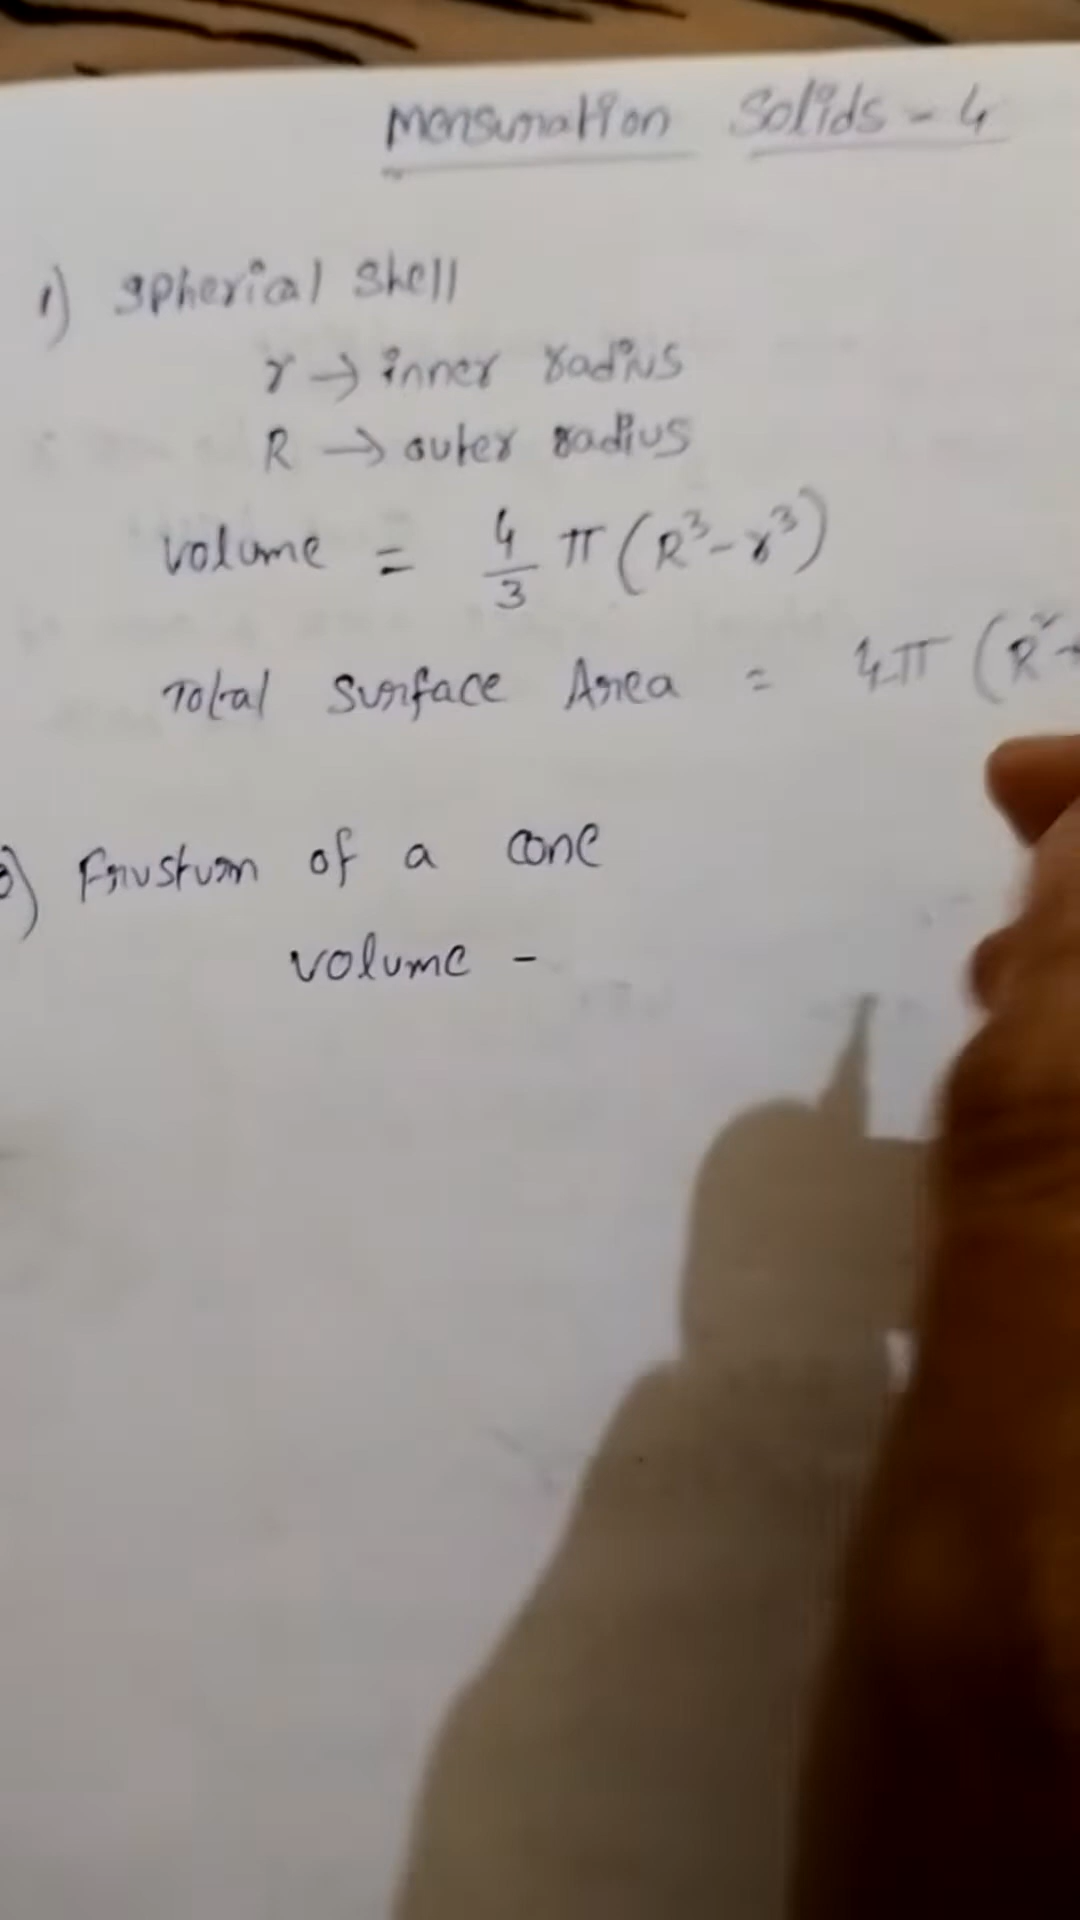 Mensuration Solids - 4
1) Spherical Shell
r → inner radius
R → outer radius
Volume = 4/3 π (R³ - r³)
Total Surface Area = 4π (R² +
) Frustum of a cone
volume -